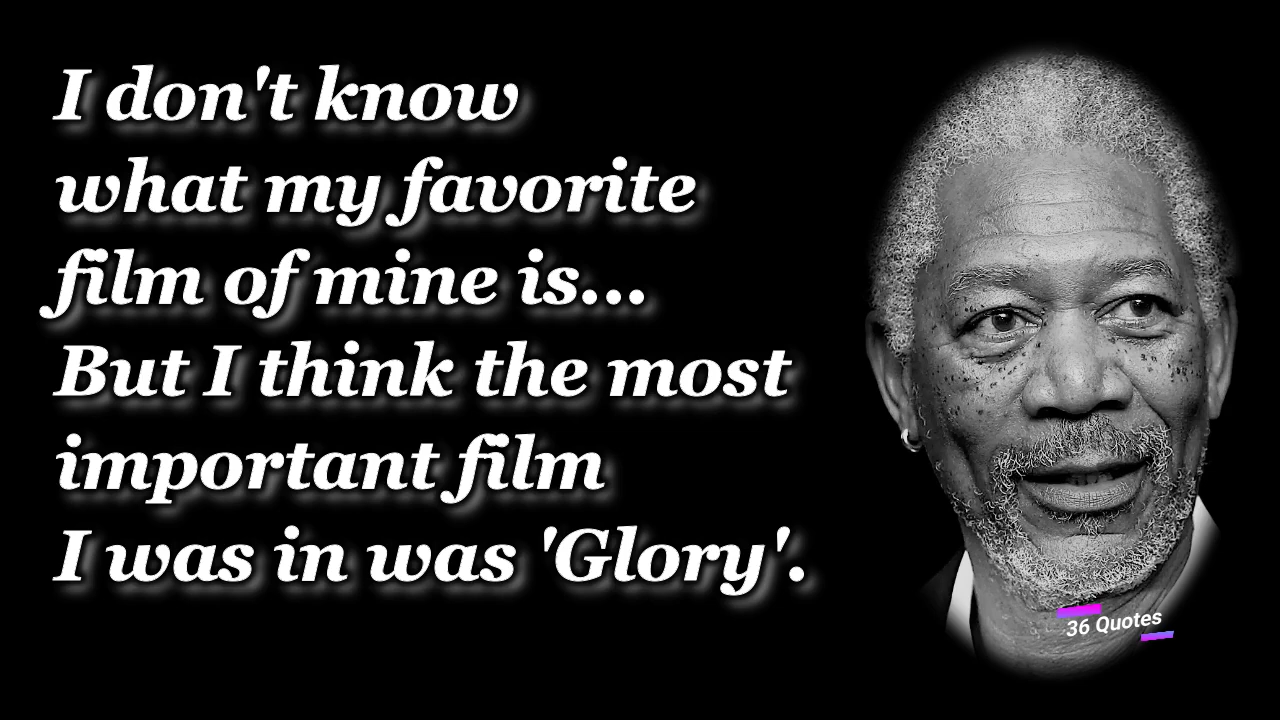 I don't know
what my favorite
film of mine is...
But I think the most
important film
I was in was 'Glory'.
36 Quotes